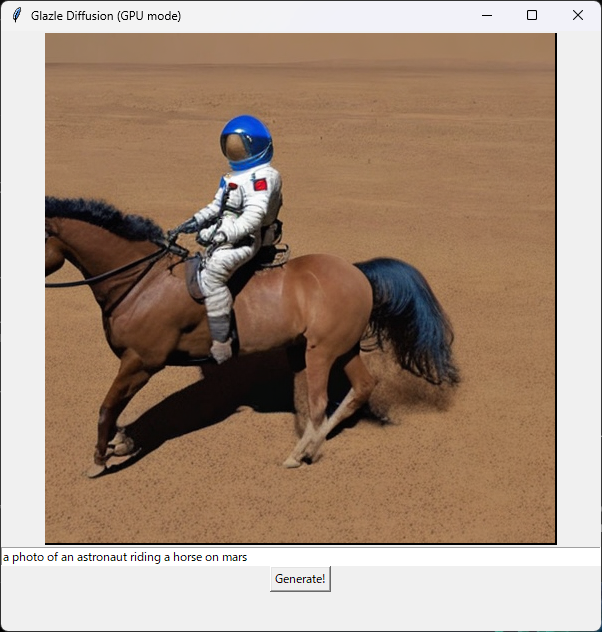 Glazle Diffusion (GPU mode)
a photo of an astronaut riding a horse on mars
Generate!